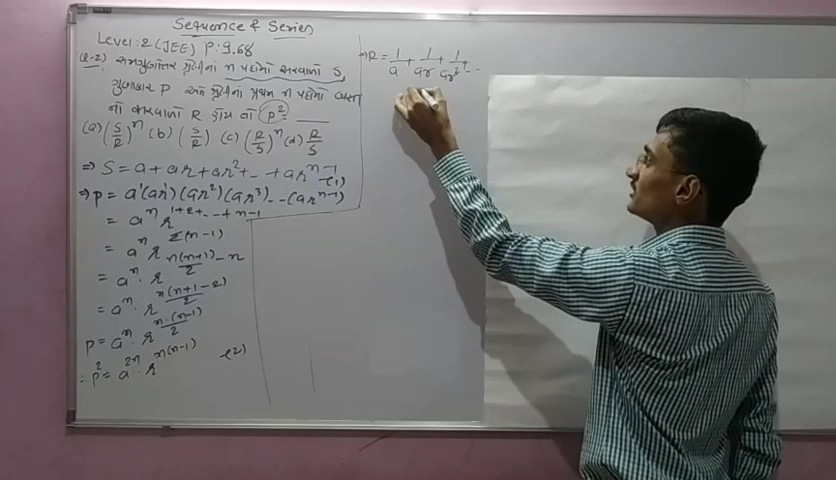 Sequence & Series
Level: 2 (JEE) P: 9.68
(Q-2) સમગુણોત્તર શ્રેણીનાં n પદોનો સરવાળો S,
ગુણાકાર P અને શ્રેણીનાં પ્રથમ n પદોના વ્યસ્ત
નો સરવાળો R હોય તો P² = ____
(a) (S/R)ⁿ (b) (S/R) (c) (R/S)ⁿ (d) R/S
⇒ S = a + ar + ar² + .. + arⁿ⁻¹ —(1)
⇒ P = a¹(ar¹)(ar²)(ar³) - - (arⁿ⁻¹)
= aⁿ r^(1+2+..+n-1)
= aⁿ r^(Σ(n-1))
= aⁿ · r^(n(n+1)/2 - n)
= aⁿ · r^(n(n+1-2)/2)
P = aⁿ · r^(n·(n-1)/2)
∴ P² = a²ⁿ · r^(n(n-1)) —(2)
⇒ R = 1/a + 1/ar + 1/ar² + - - ..